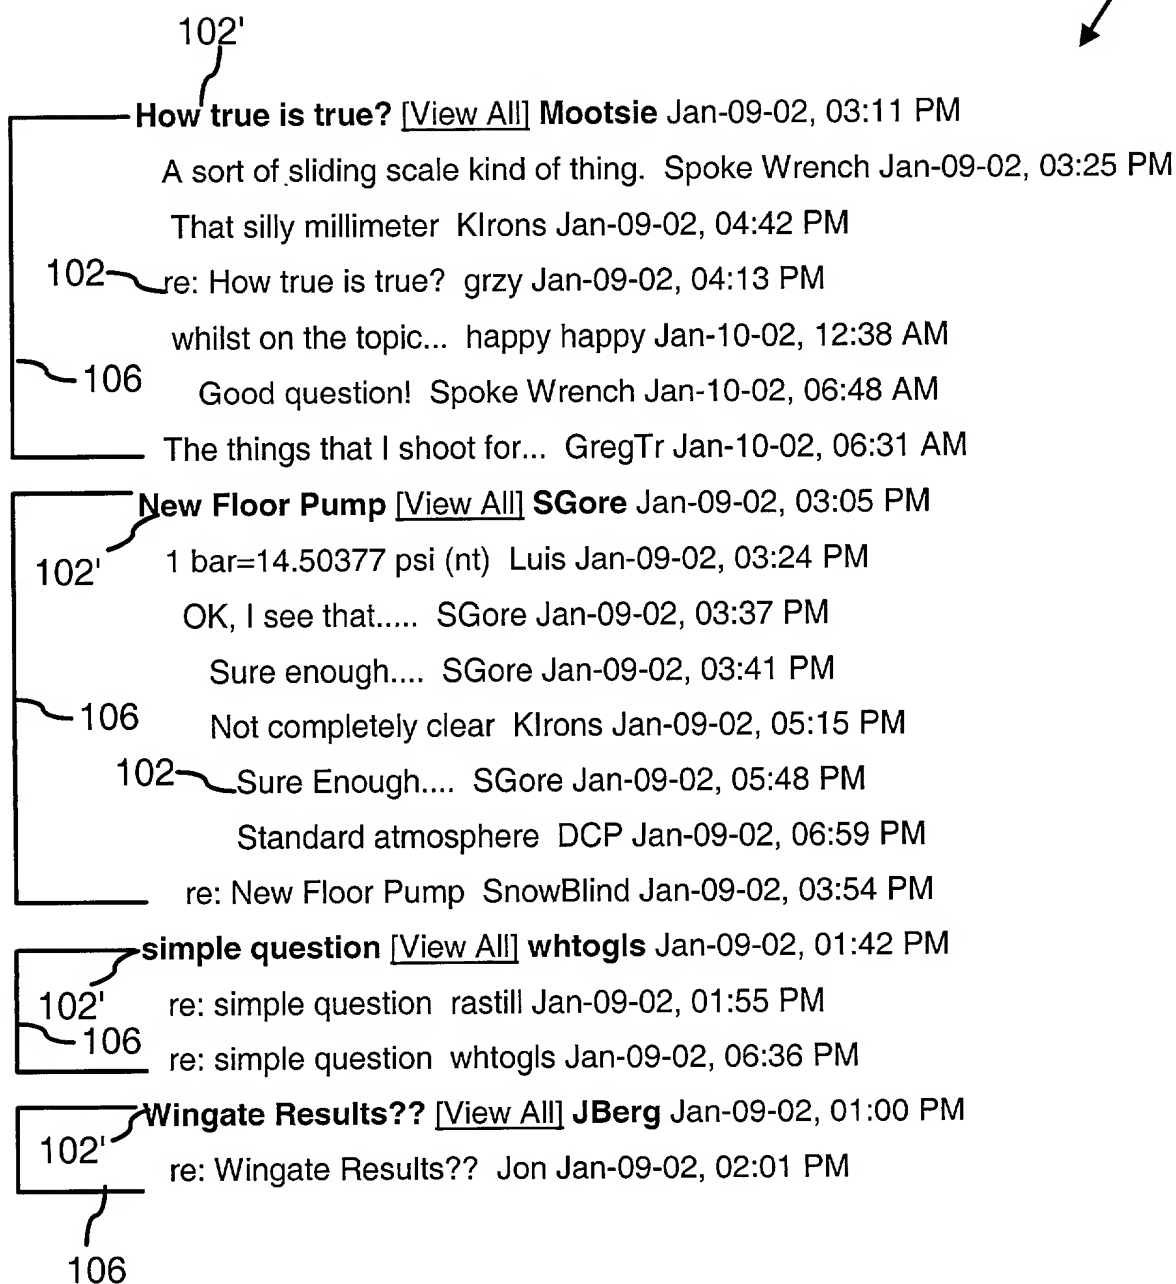 102'
How true is true? [View All] Mootsie Jan-09-02, 03:11 PM
A sort of sliding scale kind of thing. Spoke Wrench Jan-09-02, 03:25 PM
That silly millimeter KIrons Jan-09-02, 04:42 PM
102 re: How true is true? grzy Jan-09-02, 04:13 PM
whilst on the topic... happy happy Jan-10-02, 12:38 AM
106
Good question! Spoke Wrench Jan-10-02, 06:48 AM
The things that I shoot for... GregTr Jan-10-02, 06:31 AM
New Floor Pump [View All] SGore Jan-09-02, 03:05 PM
102'
1 bar=14.50377 psi (nt) Luis Jan-09-02, 03:24 PM
OK, I see that..... SGore Jan-09-02, 03:37 PM
Sure enough.... SGore Jan-09-02, 03:41 PM
106
Not completely clear KIrons Jan-09-02, 05:15 PM
102 Sure Enough.... SGore Jan-09-02, 05:48 PM
Standard atmosphere DCP Jan-09-02, 06:59 PM
re: New Floor Pump SnowBlind Jan-09-02, 03:54 PM
simple question [View All] whtogls Jan-09-02, 01:42 PM
102'
re: simple question rastill Jan-09-02, 01:55 PM
106
re: simple question whtogls Jan-09-02, 06:36 PM
Wingate Results?? [View All] JBerg Jan-09-02, 01:00 PM
102'
re: Wingate Results?? Jon Jan-09-02, 02:01 PM
106